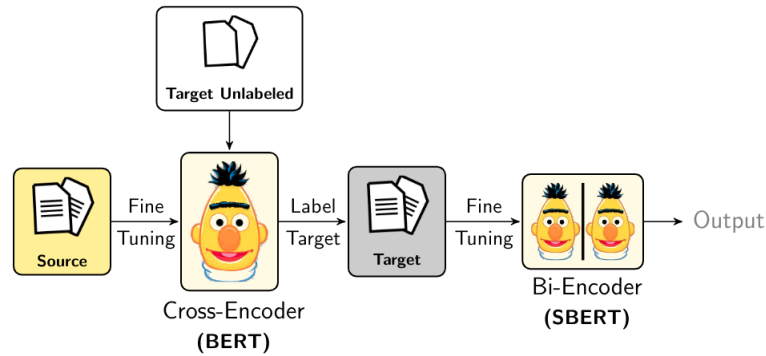 Target Unlabeled
Source
Fine
Tuning
Cross-Encoder
(BERT)
Label
Target
Target
Fine
Tuning
Bi-Encoder
(SBERT)
Output